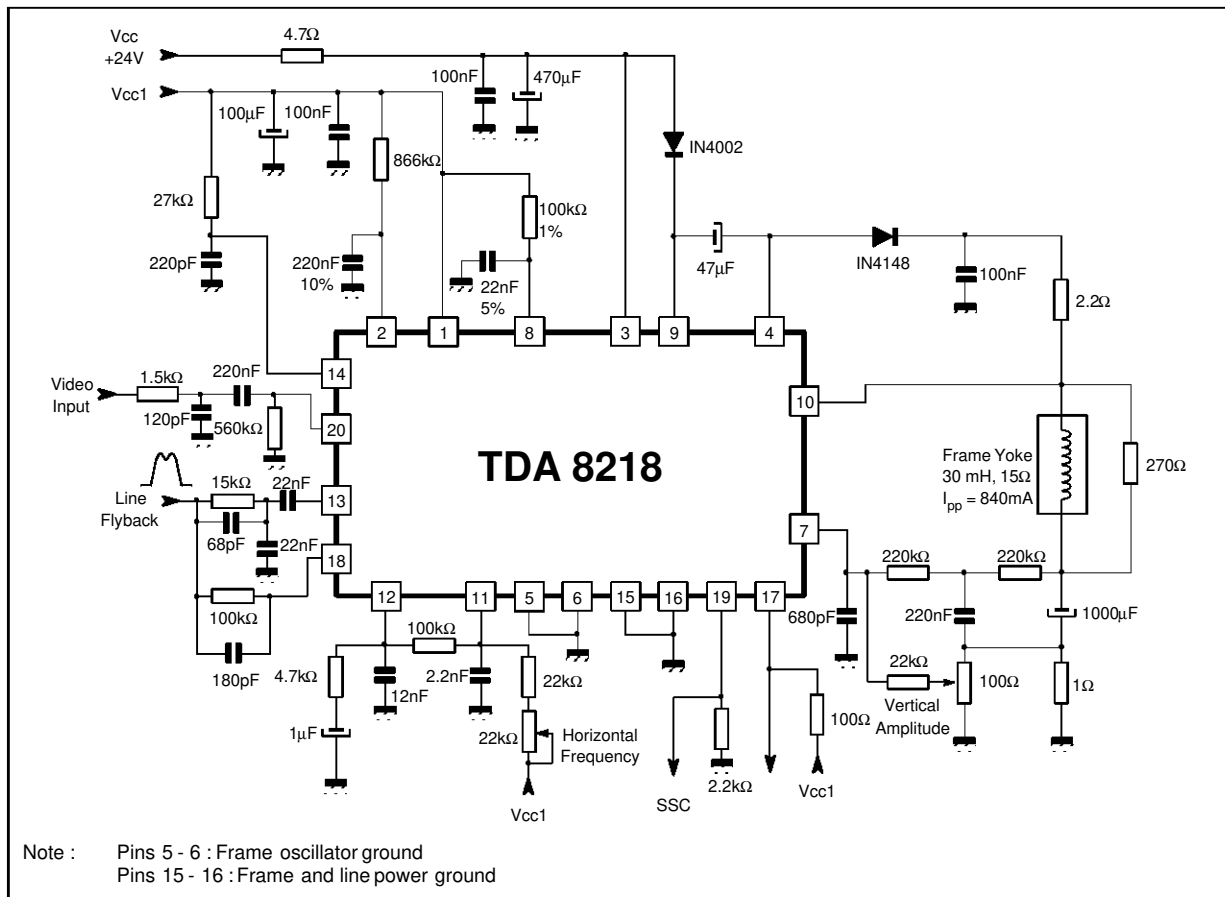 Vcc
+24V
4.7Ω
Vcc1
100µF
100nF
100nF
470µF
IN4002
866kΩ
27kΩ
100kΩ
1%
220pF
220nF
10%
22nF
5%
47µF
IN4148
100nF
2.2Ω
2
1
8
3
9
4
14
Video
Input
1.5kΩ
220nF
120pF
560kΩ
20
10
TDA 8218
Frame Yoke
30 mH, 15Ω
Ipp = 840mA
270Ω
Line
Flyback
15kΩ
22nF
13
68pF
22nF
18
100kΩ
180pF
7
220kΩ
220kΩ
680pF
220nF
1000µF
22kΩ
100Ω
1Ω
Vertical
Amplitude
12
11
5
6
15
16
19
17
100kΩ
4.7kΩ
12nF
2.2nF
22kΩ
1µF
22kΩ
Horizontal
Frequency
Vcc1
SSC
2.2kΩ
100Ω
Vcc1
Note : Pins 5 - 6 : Frame oscillator ground
Pins 15 - 16 : Frame and line power ground